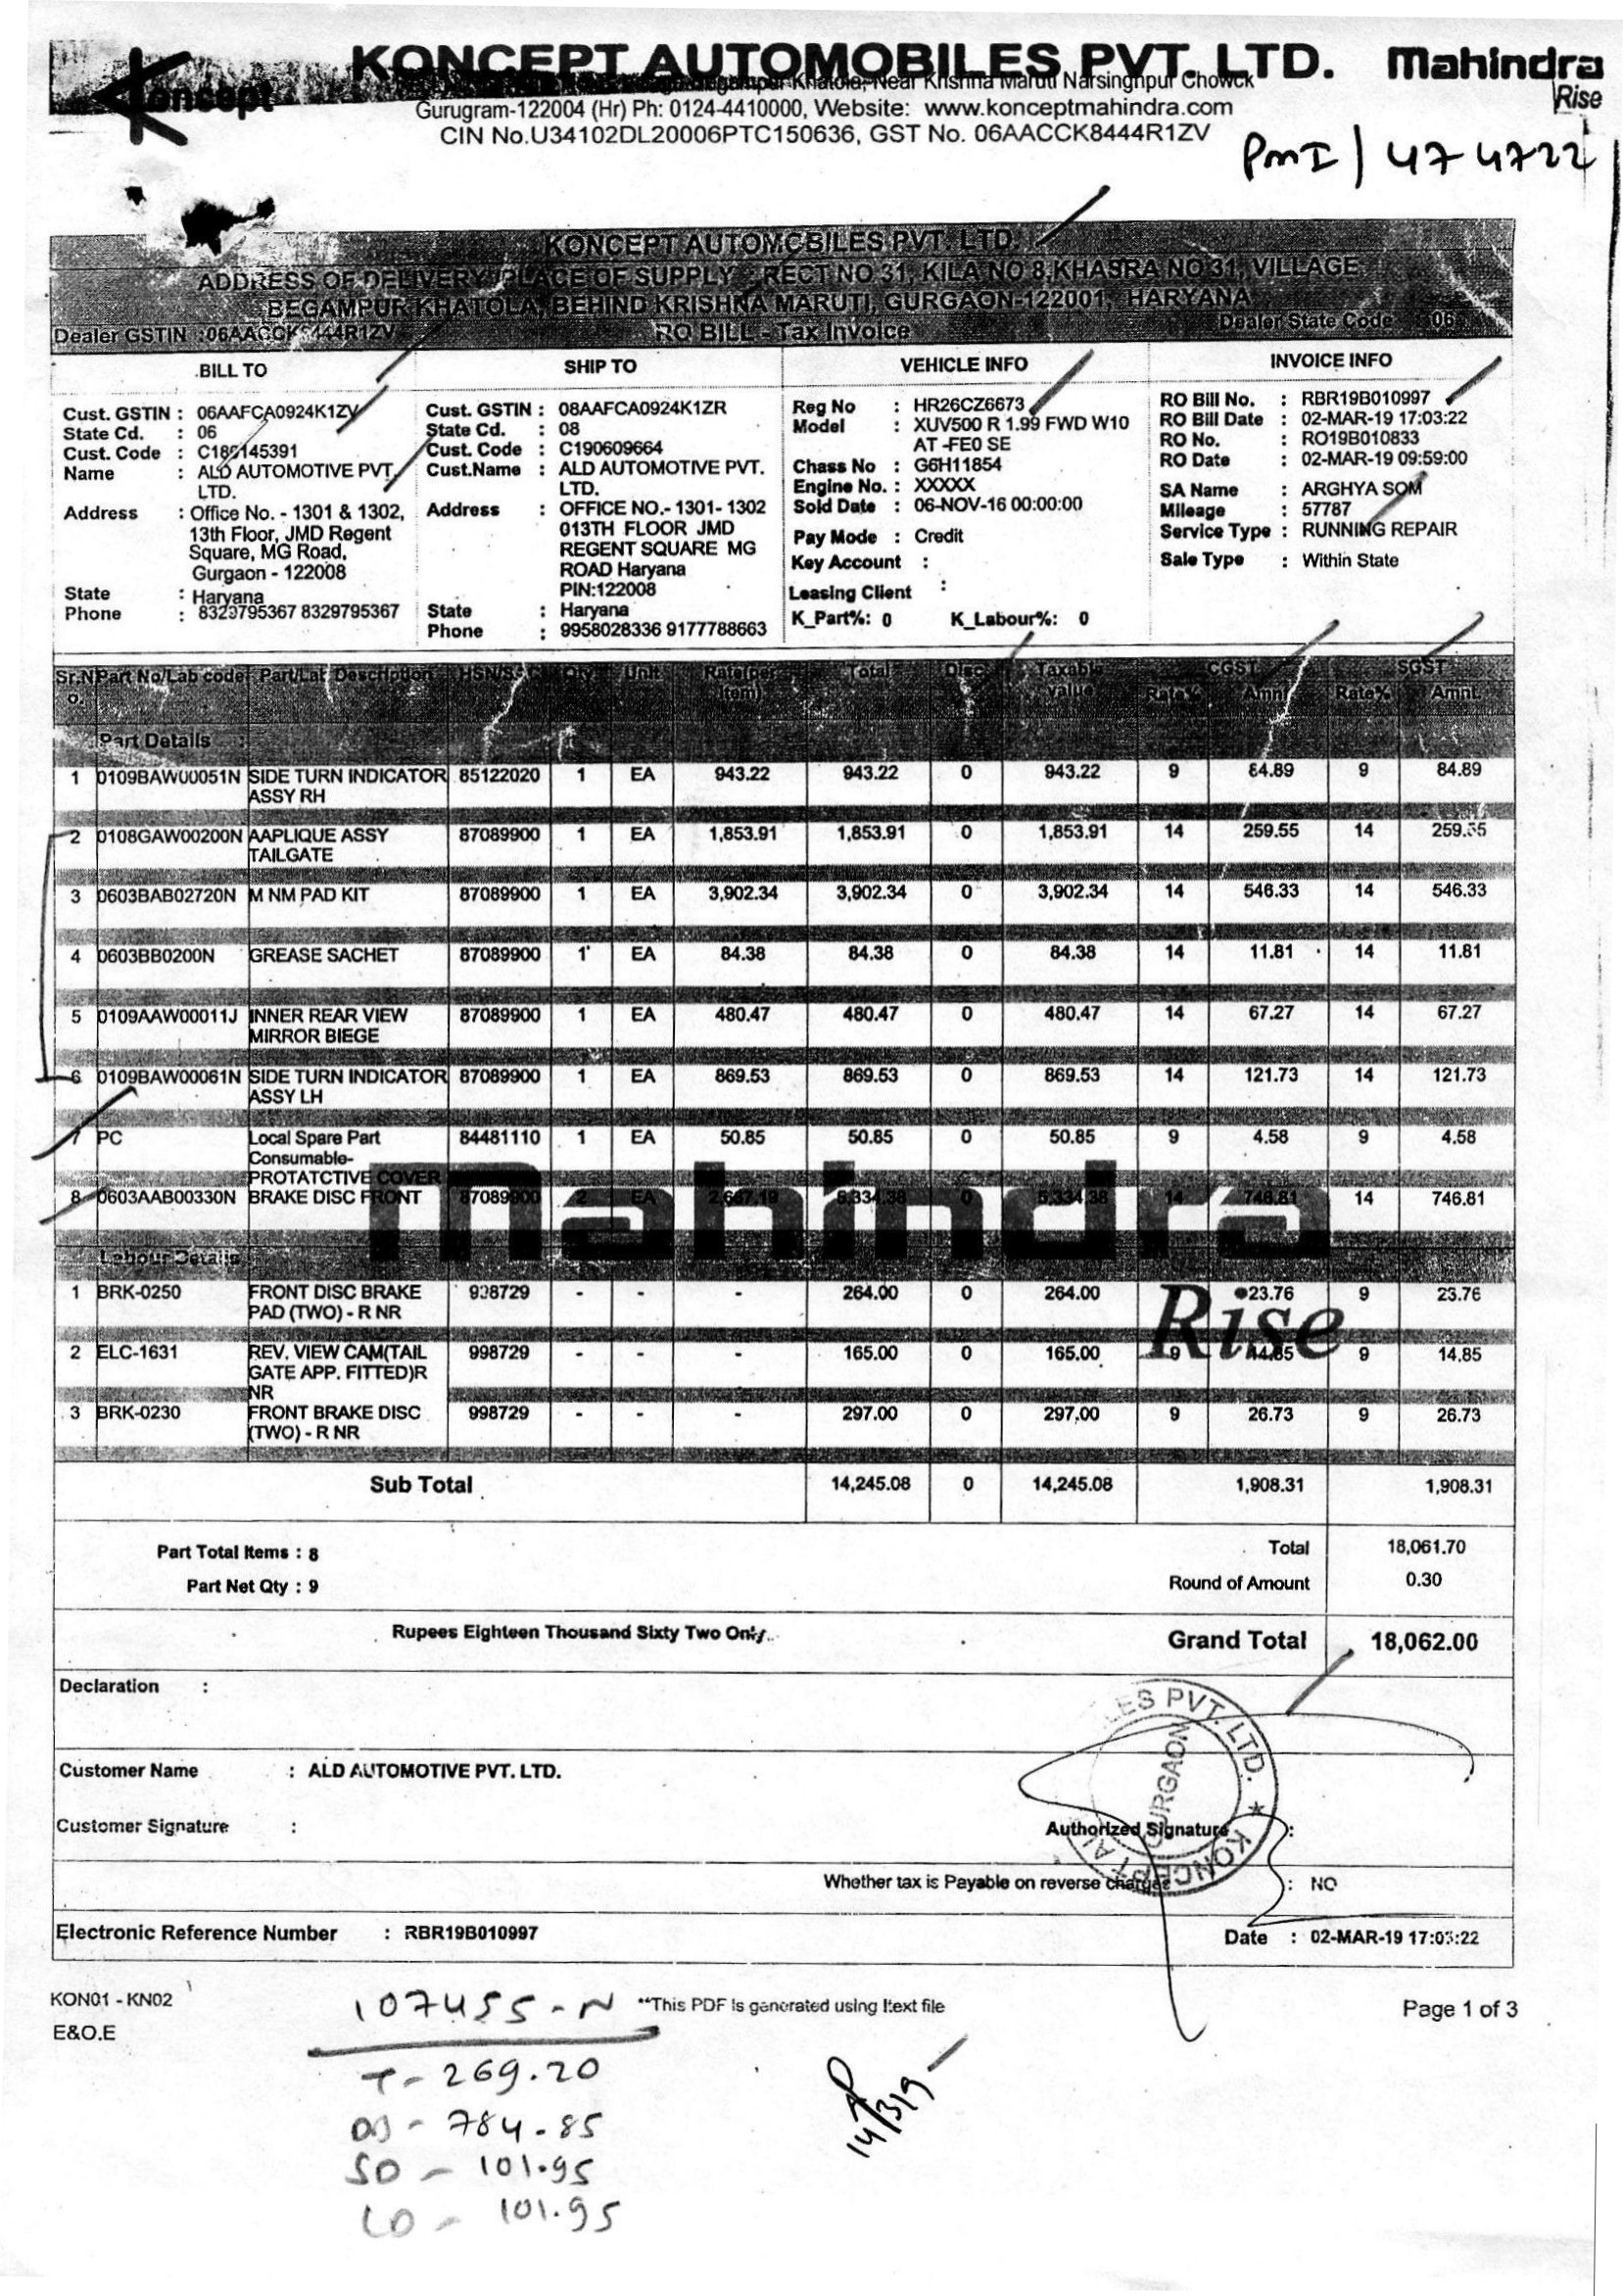 KONCEPT AUTOMOBILES PVT. LTD. Mahindra
Rise
Koncept
Begampur Khatola, Near Krishna Maruti Narsinghpur Chowck
Gurugram-122004 (Hr) Ph: 0124-4410000, Website: www.konceptmahindra.com
CIN No.U34102DL20006PTC150636, GST No. 06AACCK8444R1ZV
PmI/ 474722
KONCEPT AUTOMOBILES PVT. LTD.
ADDRESS OF DELIVERY/PLACE OF SUPPLY : RECT NO 31, KILA NO 8,KHASRA NO 31, VILLAGE
BEGAMPUR KHATOLA, BEHIND KRISHNA MARUTI, GURGAON-122001, HARYANA
Dealer GSTIN :06AACCK8444R1ZV RO BILL - Tax Invoice Dealer State Code 06
BILL TO
Cust. GSTIN : 06AAFCA0924K1ZV
State Cd. : 06
Cust. Code : C180145391
Name : ALD AUTOMOTIVE PVT.
LTD.
Address : Office No. - 1301 & 1302,
13th Floor, JMD Regent
Square, MG Road,
Gurgaon - 122008
State : Haryana
Phone : 8329795367 8329795367
SHIP TO
Cust. GSTIN : 08AAFCA0924K1ZR
State Cd. : 08
Cust. Code : C190609664
Cust.Name : ALD AUTOMOTIVE PVT.
LTD.
Address : OFFICE NO.- 1301- 1302
013TH FLOOR JMD
REGENT SQUARE MG
ROAD Haryana
PIN:122008
State : Haryana
Phone : 9958028336 9177788663
VEHICLE INFO
Reg No : HR26CZ6673
Model : XUV500 R 1.99 FWD W10
AT -FE0 SE
Chass No : G6H11854
Engine No. : XXXXX
Sold Date : 06-NOV-16 00:00:00
Pay Mode : Credit
Key Account :
Leasing Client :
K_Part%: 0 K_Labour%: 0
INVOICE INFO
RO Bill No. : RBR19B010997
RO Bill Date : 02-MAR-19 17:03:22
RO No. : RO19B010833
RO Date : 02-MAR-19 09:59:00
SA Name : ARGHYA SOM
Mileage : 57787
Service Type : RUNNING REPAIR
Sale Type : Within State
Sr.N Part No/Lab code Part/Lab Description HSN/SAC Qty Unit Rate(per Total Disc Taxable CGST SGST
o. item) value Rate% Amnt. Rate% Amnt.
Part Details :
1 0109BAW00051N SIDE TURN INDICATOR 85122020 1 EA 943.22 943.22 0 943.22 9 84.89 9 84.89
ASSY RH
2 0108GAW00200N AAPLIQUE ASSY 87089900 1 EA 1,853.91 1,853.91 0 1,853.91 14 259.55 14 259.55
TAILGATE
3 0603BAB02720N M NM PAD KIT 87089900 1 EA 3,902.34 3,902.34 0 3,902.34 14 546.33 14 546.33
4 0603BB0200N GREASE SACHET 87089900 1 EA 84.38 84.38 0 84.38 14 11.81 14 11.81
5 0109AAW00011J INNER REAR VIEW 87089900 1 EA 480.47 480.47 0 480.47 14 67.27 14 67.27
MIRROR BIEGE
6 0109BAW00061N SIDE TURN INDICATOR 87089900 1 EA 869.53 869.53 0 869.53 14 121.73 14 121.73
ASSY LH
7 PC Local Spare Part 84481110 1 EA 50.85 50.85 0 50.85 9 4.58 9 4.58
Consumable-
PROTATCTIVE COVER
8 0603AAB00330N BRAKE DISC FRONT 87089900 2 EA 2,667.19 5,334.38 0 5,334.38 14 746.81 14 746.81
mahindra
Rise
Labour Details
1 BRK-0250 FRONT DISC BRAKE 998729 - - - 264.00 0 264.00 23.76 9 23.76
PAD (TWO) - R NR
2 ELC-1631 REV. VIEW CAM(TAIL 998729 - - - 165.00 0 165.00 9 14.85 9 14.85
GATE APP. FITTED)R
NR
3 BRK-0230 FRONT BRAKE DISC 998729 - - - 297.00 0 297.00 9 26.73 9 26.73
(TWO) - R NR
Sub Total 14,245.08 0 14,245.08 1,908.31 1,908.31
Part Total Items : 8 Total 18,061.70
Part Net Qty : 9 Round of Amount 0.30
Rupees Eighteen Thousand Sixty Two Only.. Grand Total 18,062.00
Declaration :
Customer Name : ALD AUTOMOTIVE PVT. LTD.
Customer Signature : Authorized Signature :
KONCEPT LES PVT. LTD. GURGAON
Whether tax is Payable on reverse charges : NO
Electronic Reference Number : RBR19B010997 Date : 02-MAR-19 17:03:22
KON01 - KN02 107455-N **This PDF is generated using Itext file Page 1 of 3
E&O.E
T- 269.20
784.85
SD - 101.95
LD - 101.95
14/3/9